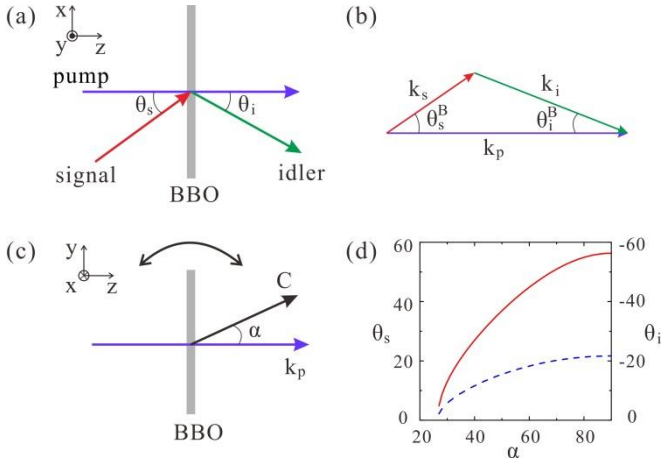 (a)
x
y
z
pump
θs
θi
signal
idler
BBO
(b)
ks
ki
θsB
θiB
kp
(c)
y
x
z
C
α
kp
BBO
(d)
60
-60
40
-40
θs
θi
20
-20
0
0
20
40
60
80
α